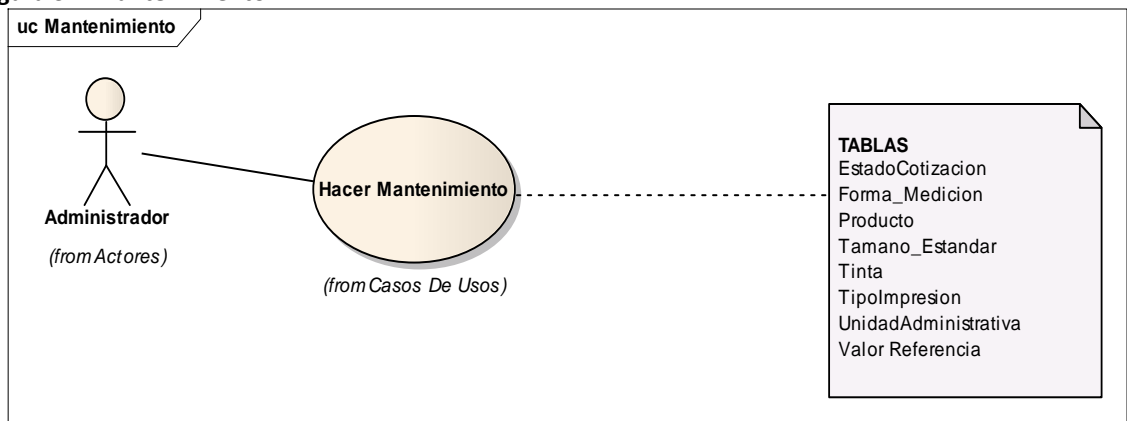 uc Mantenimiento
Administrador
(from Actores)
Hacer Mantenimiento
(from Casos De Usos)
TABLAS
EstadoCotizacion
Forma_Medicion
Producto
Tamano_Estandar
Tinta
TipoImpresion
UnidadAdministrativa
Valor Referencia